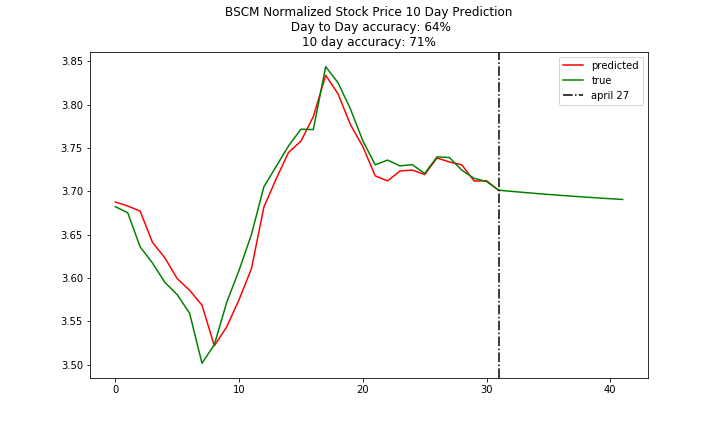 BSCM Normalized Stock Price 10 Day Prediction
Day to Day accuracy: 64%
10 day accuracy: 71%
predicted
true
april 27
3.85
3.80
3.75
3.70
3.65
3.60
3.55
3.50
0
10
20
30
40